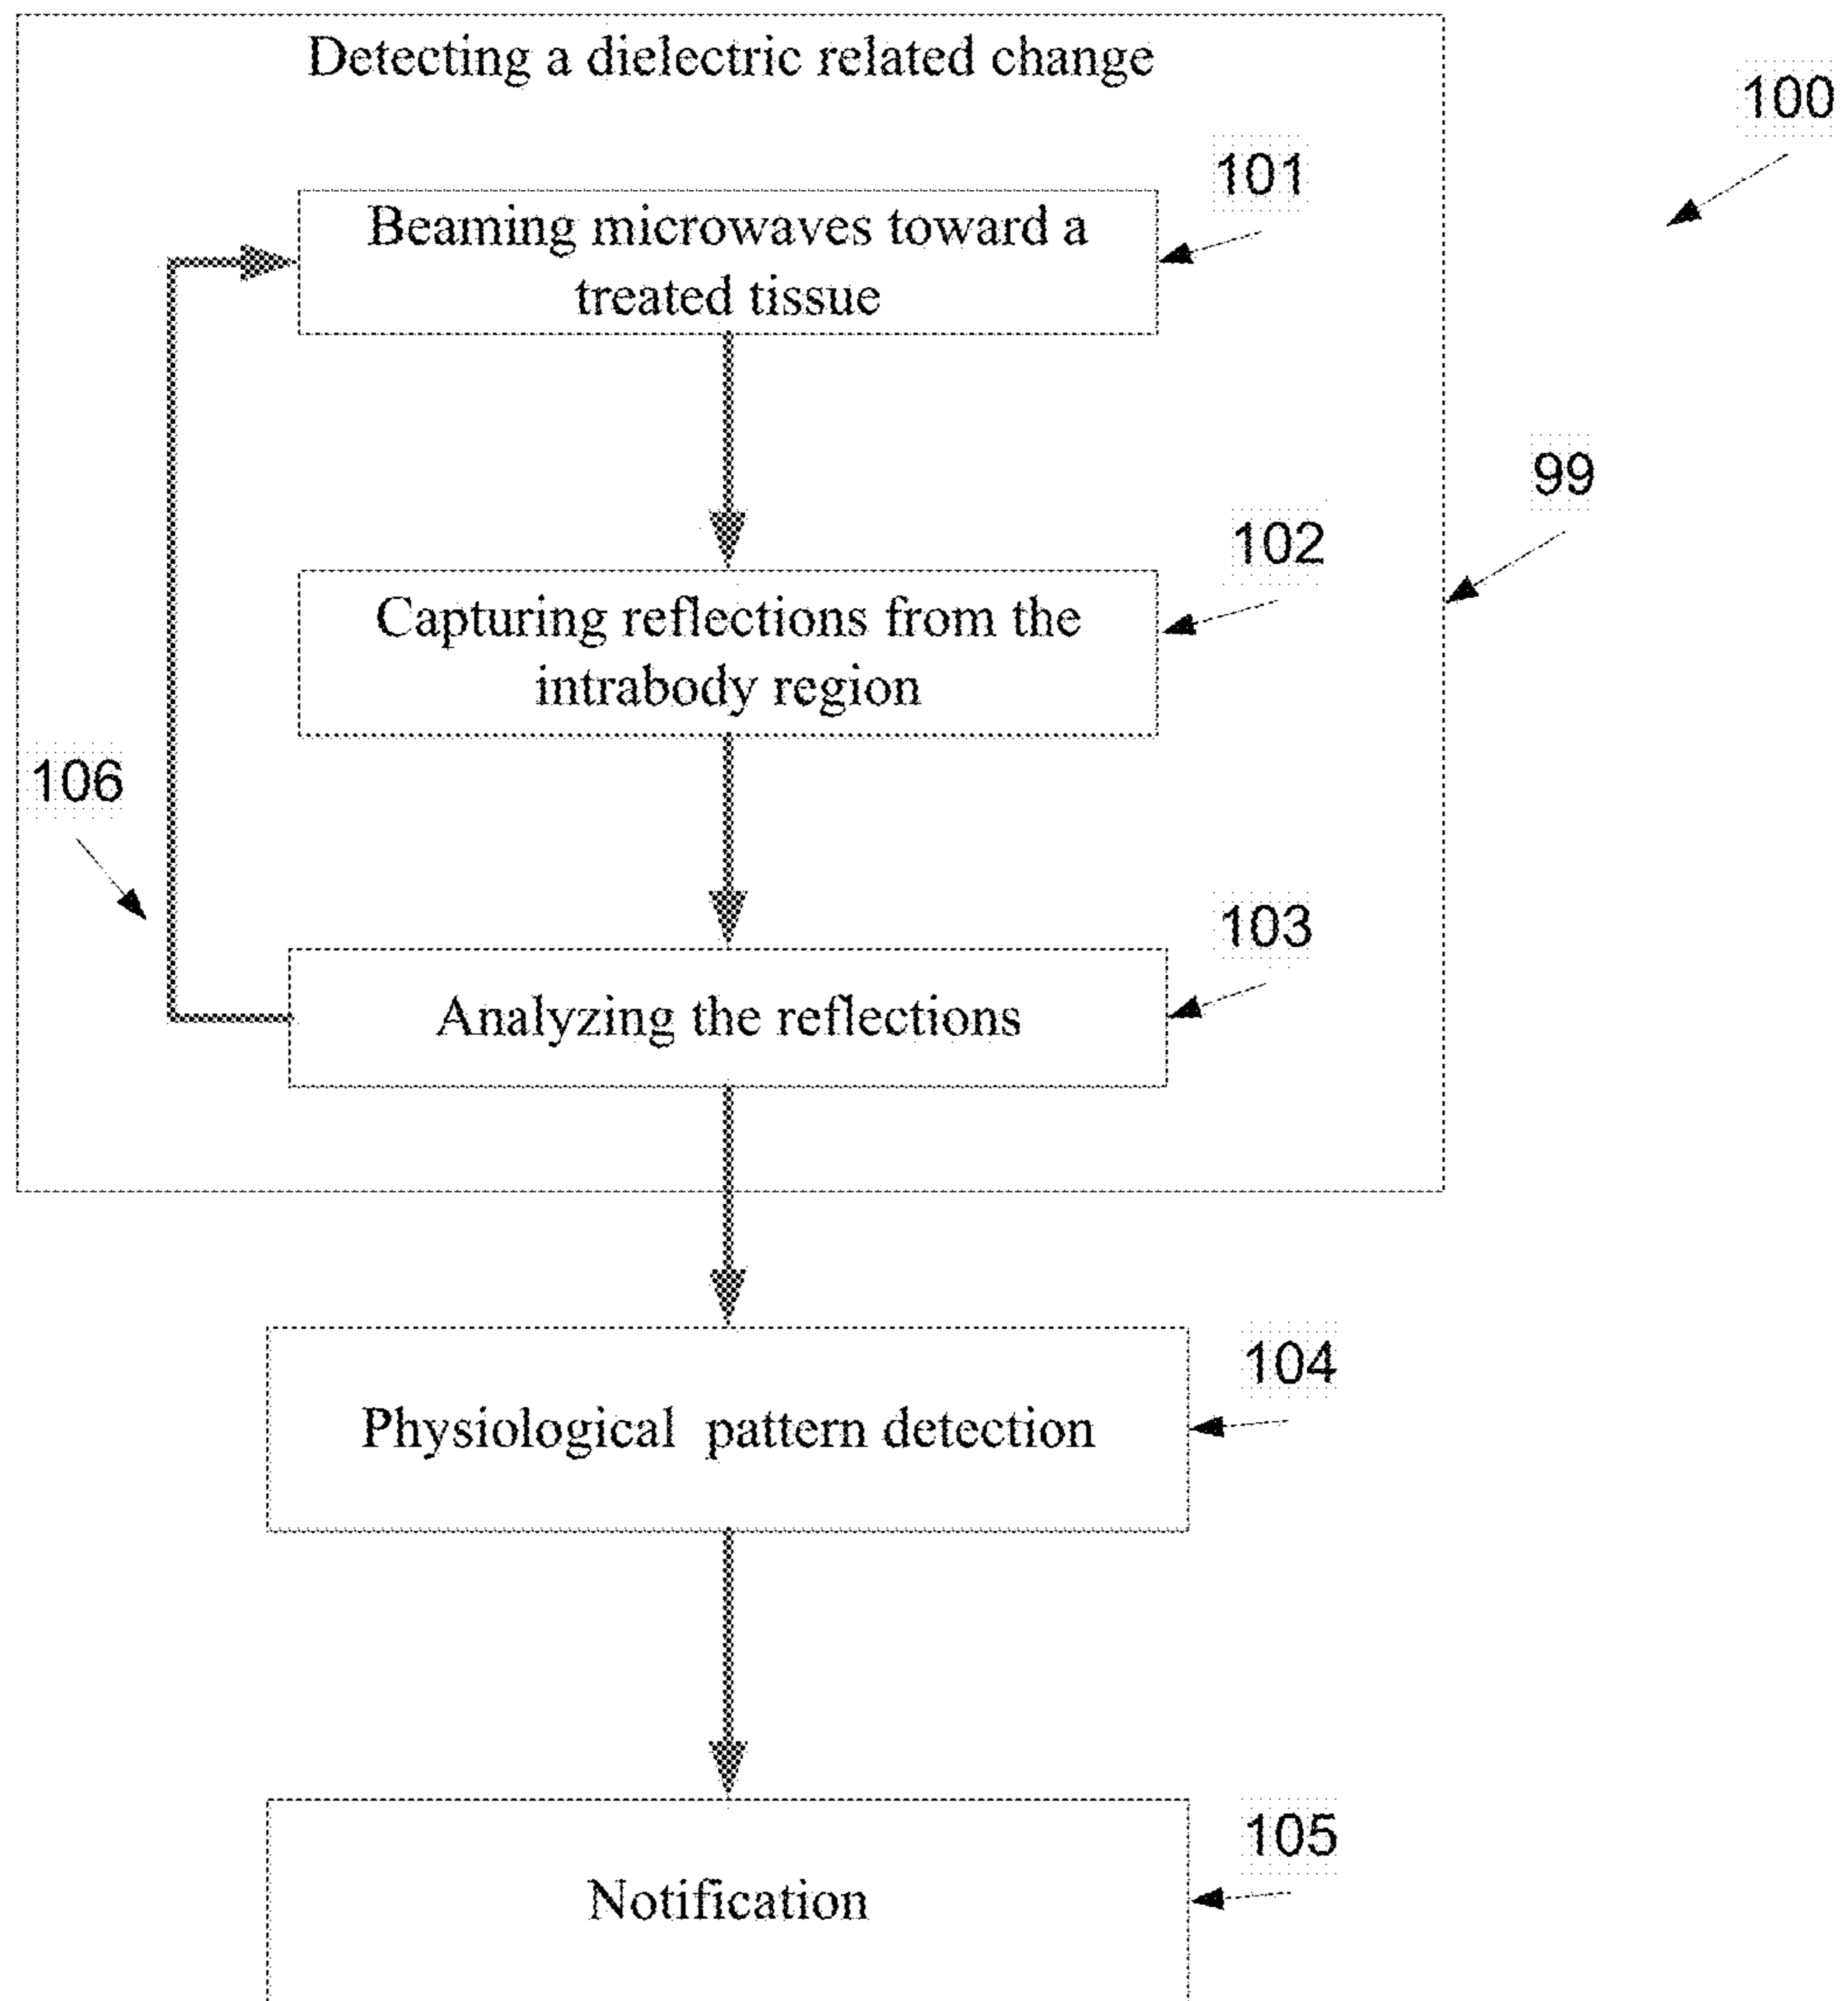 Detecting a dielectric related change
100
101
Beaming microwaves toward a
treated tissue
99
102
Capturing reflections from the
intrabody region
106
103
Analyzing the reflections
104
Physiological pattern detection
105
Notification